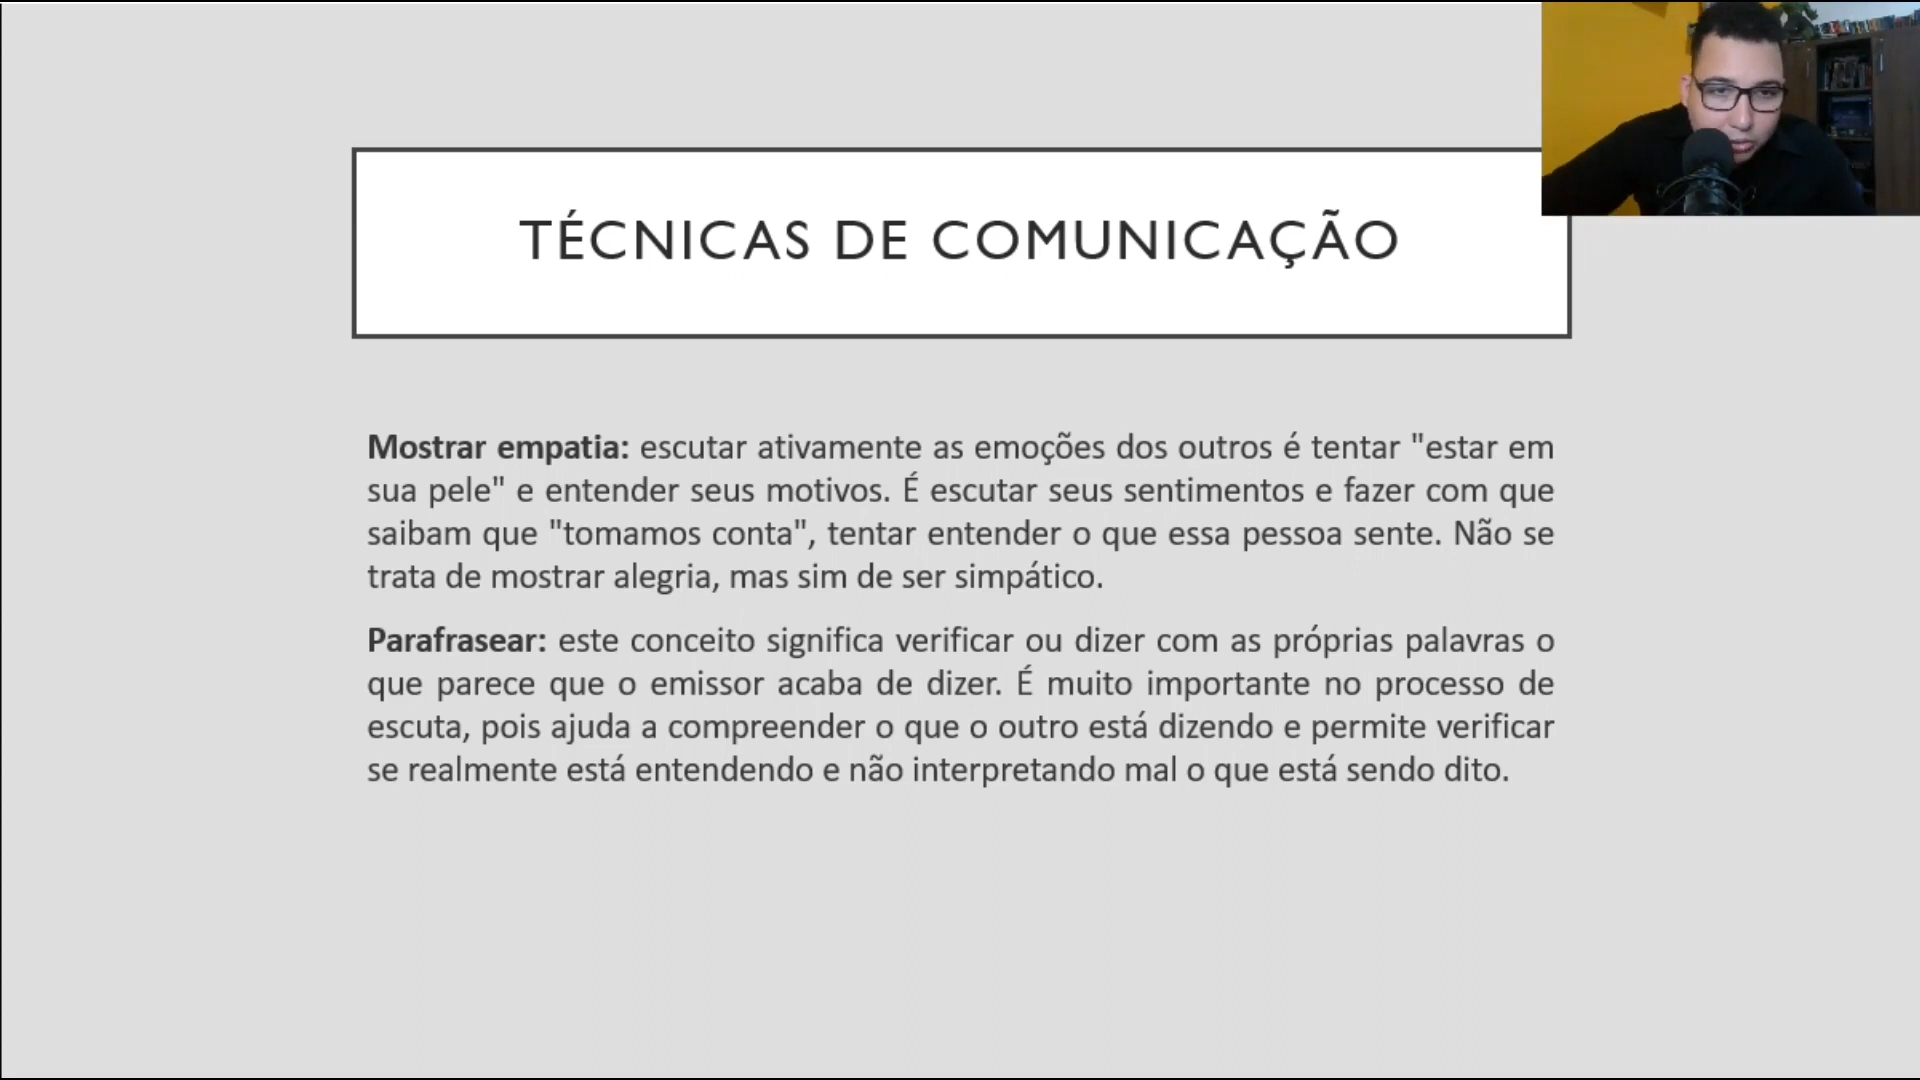 TÉCNICAS DE COMUNICAÇÃO
Mostrar empatia: escutar ativamente as emoções dos outros é tentar "estar em
sua pele" e entender seus motivos. É escutar seus sentimentos e fazer com que
saibam que "tomamos conta", tentar entender o que essa pessoa sente. Não se
trata de mostrar alegria, mas sim de ser simpático.
Parafrasear: este conceito significa verificar ou dizer com as próprias palavras o
que parece que o emissor acaba de dizer. É muito importante no processo de
escuta, pois ajuda a compreender o que o outro está dizendo e permite verificar
se realmente está entendendo e não interpretando mal o que está sendo dito.